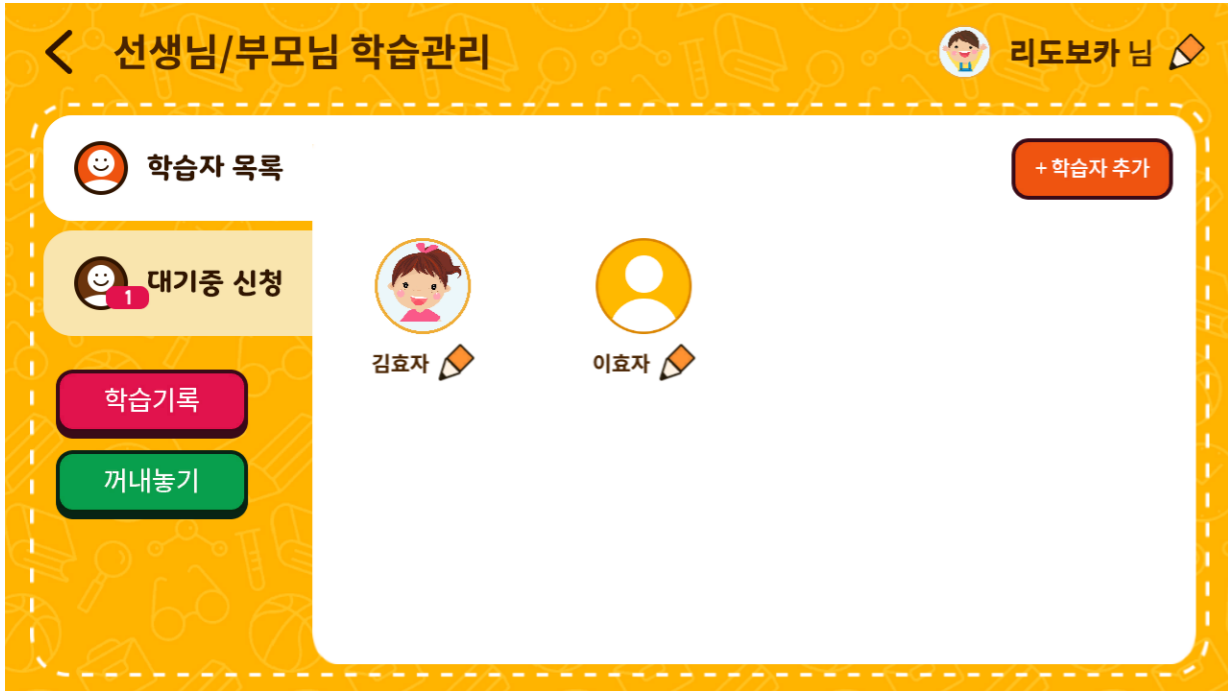 선생님/부모님 학습관리
리도보카 님
학습자 목록
+ 학습자 추가
대기중 신청
1
김효자
이효자
학습기록
꺼내놓기